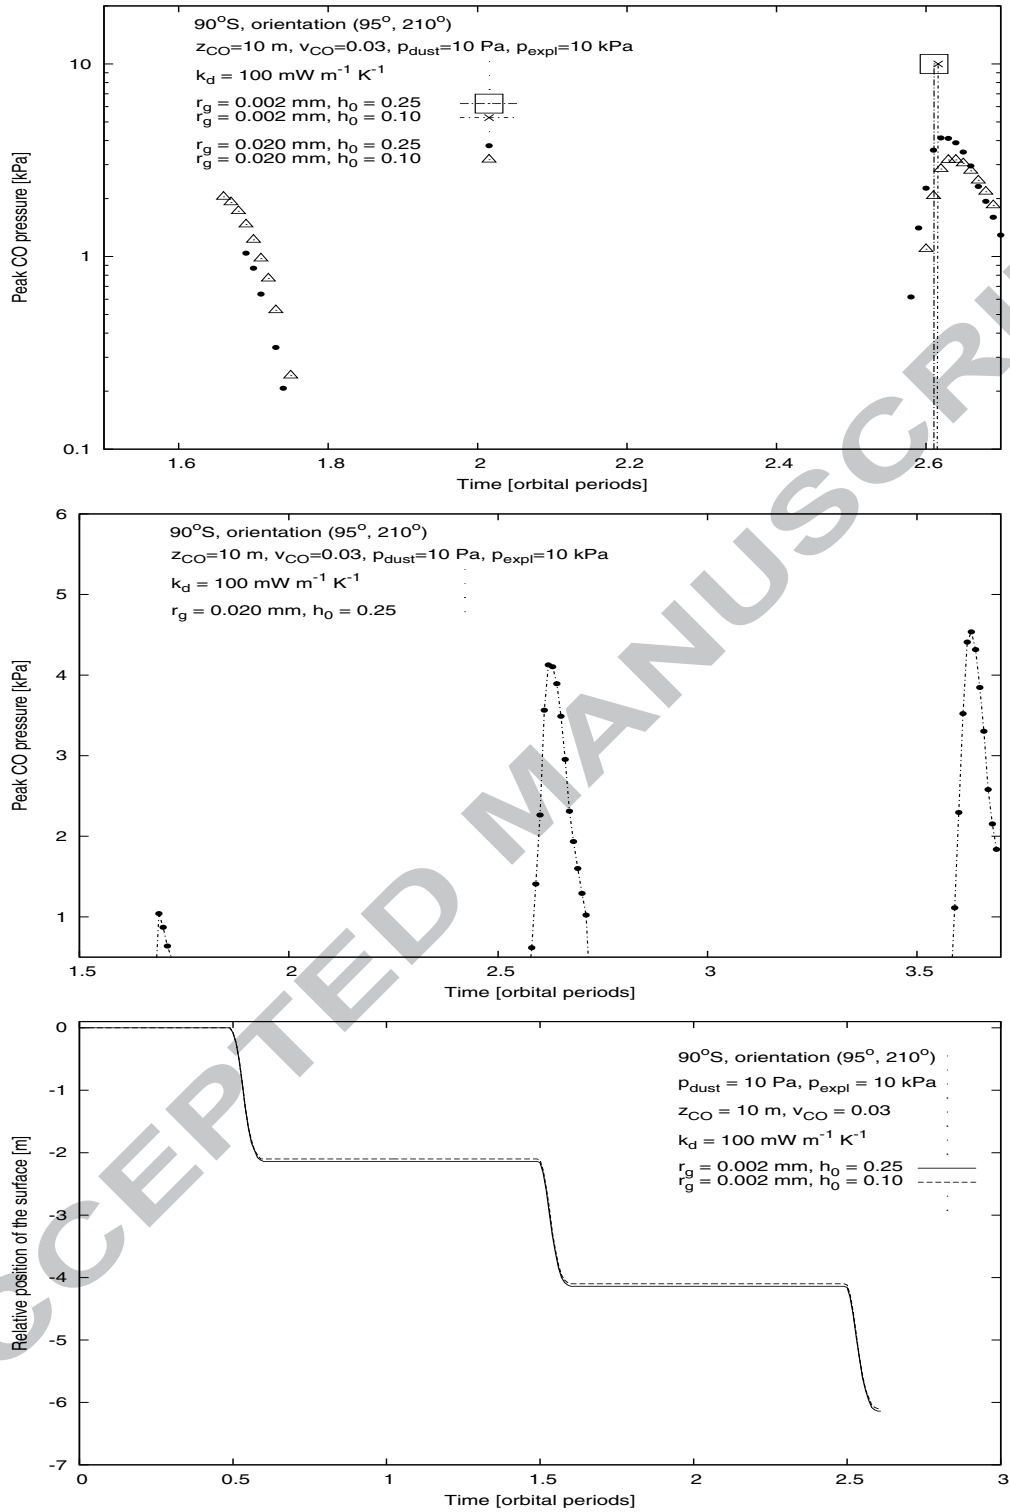 90°S, orientation (95°, 210°)
z_CO=10 m, v_CO=0.03, p_dust=10 Pa, p_expl=10 kPa
k_d = 100 mW m⁻¹ K⁻¹
r_g = 0.002 mm, h_0 = 0.25
r_g = 0.002 mm, h_0 = 0.10
r_g = 0.020 mm, h_0 = 0.25
r_g = 0.020 mm, h_0 = 0.10
10
1
0.1
Peak CO pressure [kPa]
1.6 1.8 2 2.2 2.4 2.6
Time [orbital periods]
90°S, orientation (95°, 210°)
z_CO=10 m, v_CO=0.03, p_dust=10 Pa, p_expl=10 kPa
k_d = 100 mW m⁻¹ K⁻¹
r_g = 0.020 mm, h_0 = 0.25
6
5
4
3
2
1
Peak CO pressure [kPa]
1.5 2 2.5 3 3.5
Time [orbital periods]
90°S, orientation (95°, 210°)
p_dust = 10 Pa, p_expl = 10 kPa
z_CO = 10 m, v_CO = 0.03
k_d = 100 mW m⁻¹ K⁻¹
r_g = 0.002 mm, h_0 = 0.25
r_g = 0.002 mm, h_0 = 0.10
0
-1
-2
-3
-4
-5
-6
-7
Relative position of the surface [m]
0 0.5 1 1.5 2 2.5 3
Time [orbital periods]
CCEPTED MANUSCRI